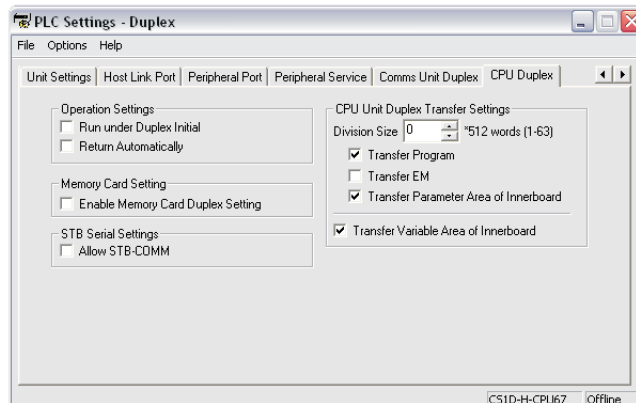 PLC Settings - Duplex
File Options Help
Unit Settings Host Link Port Peripheral Port Peripheral Service Comms Unit Duplex CPU Duplex
Operation Settings
Run under Duplex Initial
Return Automatically
Memory Card Setting
Enable Memory Card Duplex Setting
STB Serial Settings
Allow STB-COMM
CPU Unit Duplex Transfer Settings
Division Size 0 *512 words (1-63)
Transfer Program
Transfer EM
Transfer Parameter Area of Innerboard
Transfer Variable Area of Innerboard
CS1D-H-CPU67 Offline